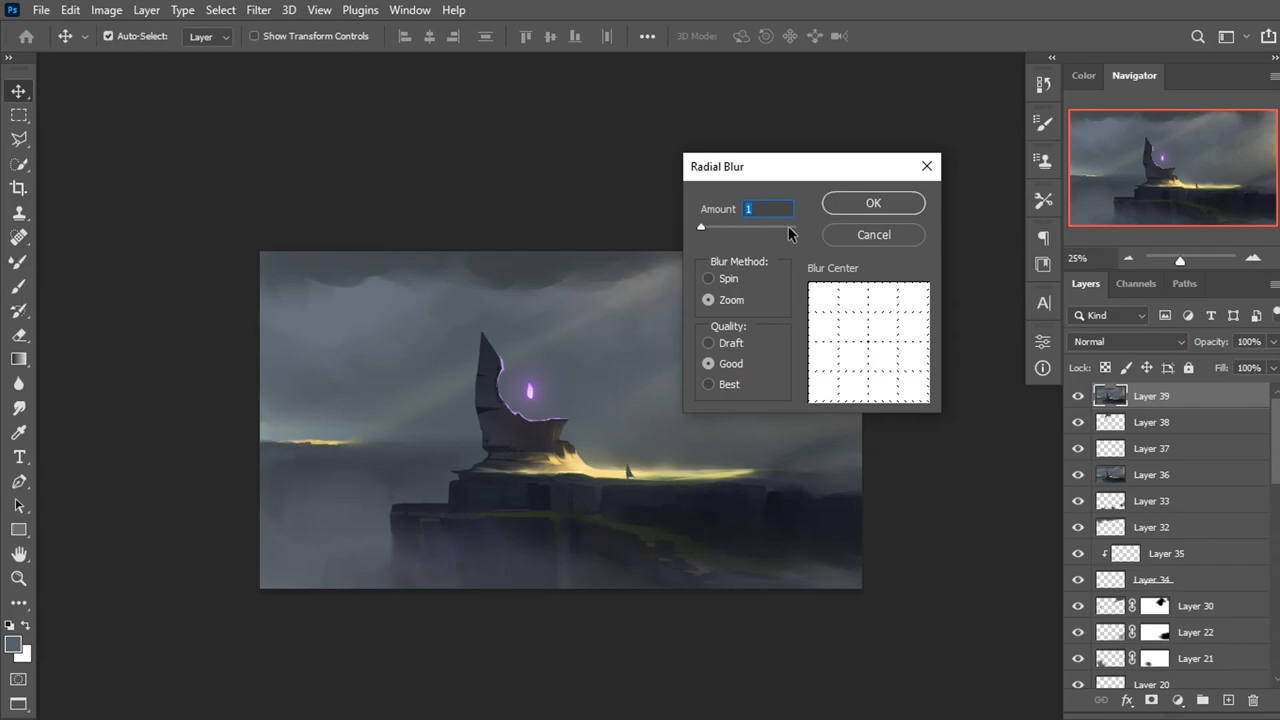 Ps File Edit Image Layer Type Select Filter 3D View Plugins Window Help
Auto-Select: Layer Show Transform Controls 3D Mode:
Color Navigator
25%
Layers Channels Paths
Kind
Normal Opacity: 100%
Lock: Fill: 100%
Layer 39
Layer 38
Layer 37
Layer 36
Layer 33
Layer 32
Layer 35
Layer 34
Layer 30
Layer 22
Layer 21
Layer 20
Radial Blur
Amount 1 OK
Cancel
Blur Method: Blur Center
Spin
Zoom
Quality:
Draft
Good
Best